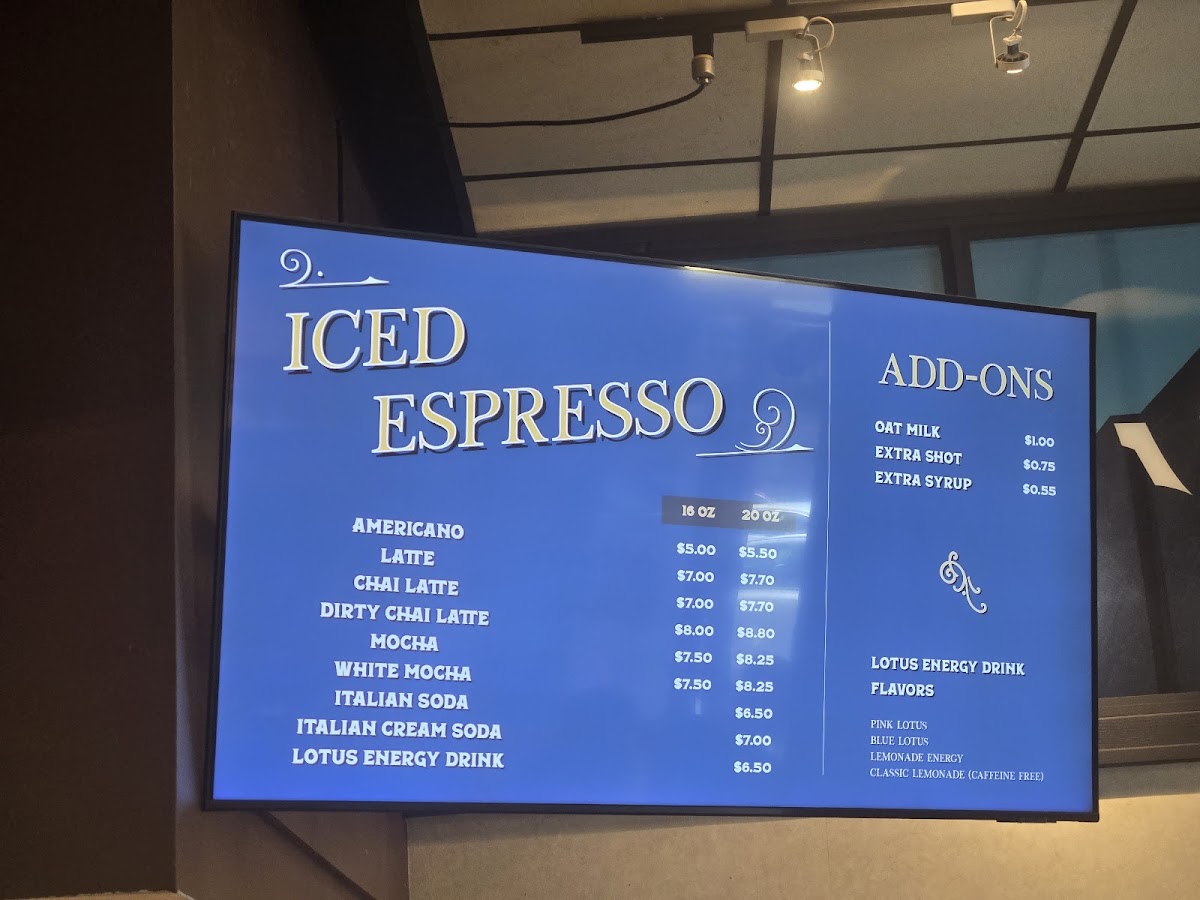 ICED
ESPRESSO
16 OZ 20 OZ
AMERICANO $5.00 $5.50
LATTE $7.00 $7.70
CHAI LATTE $7.00 $7.70
DIRTY CHAI LATTE $8.00 $8.80
MOCHA $7.50 $8.25
WHITE MOCHA $7.50 $8.25
ITALIAN SODA $6.50
ITALIAN CREAM SODA $7.00
LOTUS ENERGY DRINK $6.50
ADD-ONS
OAT MILK $1.00
EXTRA SHOT $0.75
EXTRA SYRUP $0.55
LOTUS ENERGY DRINK
FLAVORS
PINK LOTUS
BLUE LOTUS
LEMONADE ENERGY
CLASSIC LEMONADE (CAFFEINE FREE)